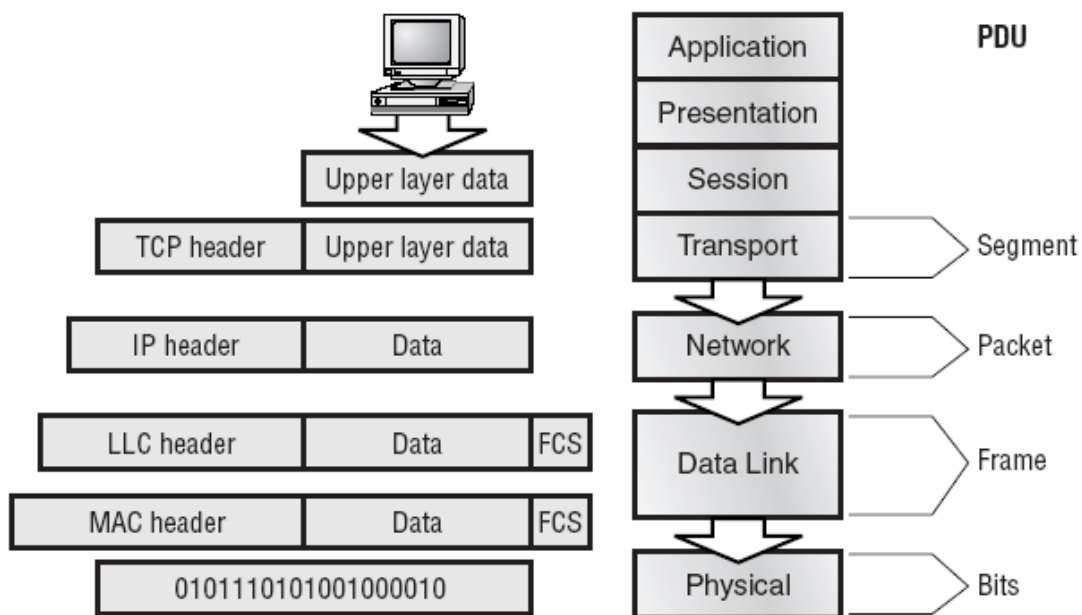 Application
PDU
Presentation
Upper layer data
Session
TCP header
Upper layer data
Transport
Segment
IP header
Data
Network
Packet
LLC header
Data
FCS
Data Link
Frame
MAC header
Data
FCS
0101110101001000010
Physical
Bits